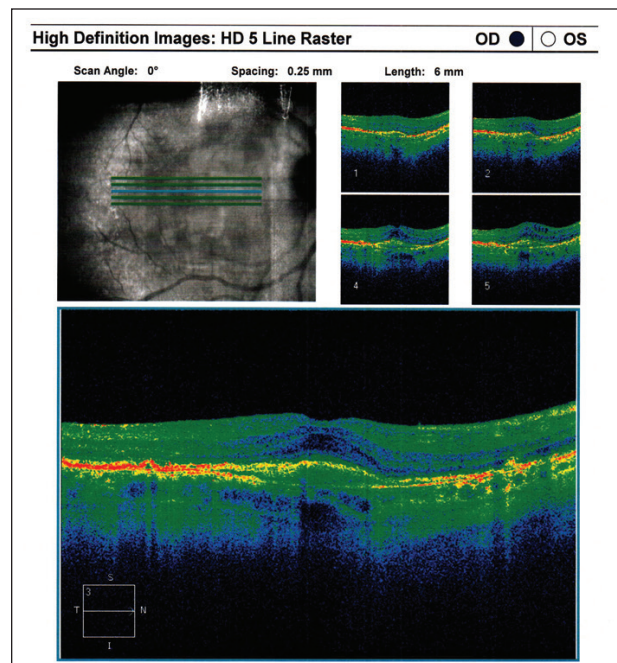 High Definition Images: HD 5 Line Raster OD OS
Scan Angle: 0° Spacing: 0.25 mm Length: 6 mm
1
2
4
5
3
S
T N
I